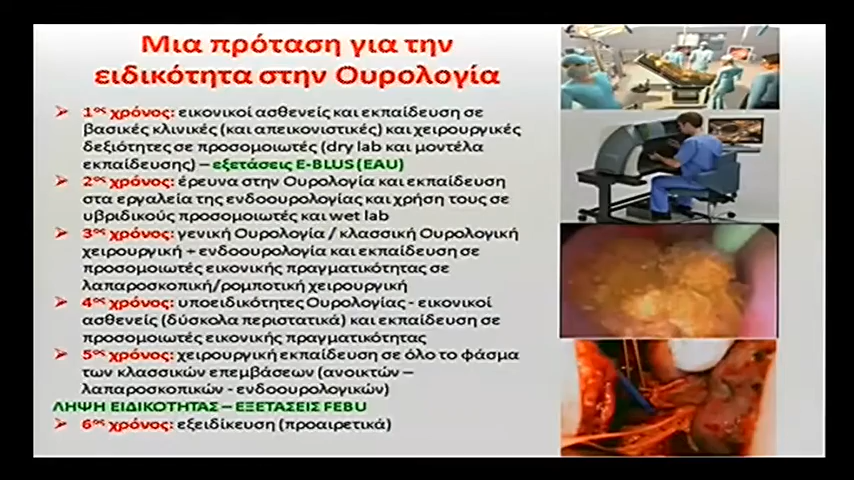 Μια πρόταση για την
ειδικότητα στην Ουρολογία
➢ 1ος χρόνος: εικονικοί ασθενείς και εκπαίδευση σε
βασικές κλινικές (και απεικονιστικές) και χειρουργικές
δεξιότητες σε προσομοιωτές (dry lab και μοντέλα
εκπαίδευσης) – εξετάσεις E-BLUS (EAU)
➢ 2ος χρόνος: έρευνα στην Ουρολογία και εκπαίδευση
στα εργαλεία της ενδοουρολογίας και χρήση τους σε
υβριδικούς προσομοιωτές και wet lab
➢ 3ος χρόνος: γενική Ουρολογία / κλασσική Ουρολογική
χειρουργική + ενδοουρολογία και εκπαίδευση σε
προσομοιωτές εικονικής πραγματικότητας σε
λαπαροσκοπική/ρομποτική χειρουργική
➢ 4ος χρόνος: υποειδικότητες Ουρολογίας - εικονικοί
ασθενείς (δύσκολα περιστατικά) και εκπαίδευση σε
προσομοιωτές εικονικής πραγματικότητας
➢ 5ος χρόνος: χειρουργική εκπαίδευση σε όλο το φάσμα
των κλασσικών επεμβάσεων (ανοικτών –
λαπαροσκοπικών - ενδοουρολογικών)
ΛΗΨΗ ΕΙΔΙΚΟΤΗΤΑΣ – ΕΞΕΤΑΣΕΙΣ FEBU
➢ 6ος χρόνος: εξειδίκευση (προαιρετικά)